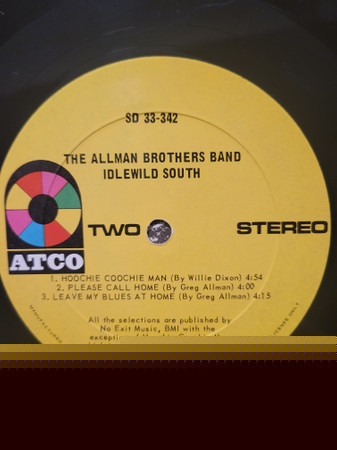 SD 33-342
THE ALLMAN BROTHERS BAND
IDLEWILD SOUTH
TWO
STEREO
ATCO
1. HOOCHIE COOCHIE MAN (By Willie Dixon) 4:54
2. PLEASE CALL HOME (By Greg Allman) 4:00
3. LEAVE MY BLUES AT HOME (By Greg Allman) 4:15
All the selections are published by
No Exit Music, BMI with the